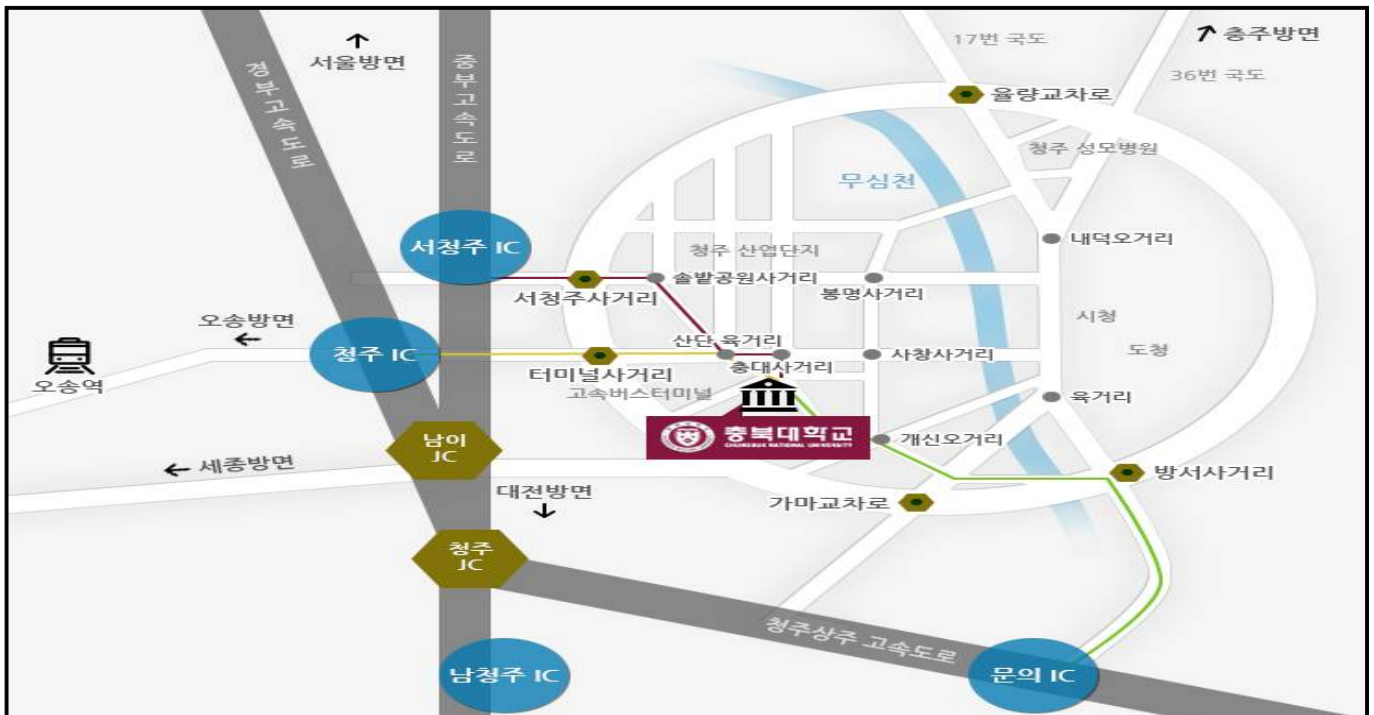 17번 국도
충주방면
서울방면
36번 국도
경부고속도로
중부고속도로
율량교차로
청주 성모병원
무심천
서청주 IC
청주 산업단지
내덕오거리
솔밭공원사거리
서청주사거리
봉명사거리
오송방면
시청
산단 육거리
청주 IC
사창사거리
도청
오송역
터미널사거리
충대사거리
고속버스터미널
육거리
충북대학교
CHUNGBUK NATIONAL UNIVERSITY
개신오거리
남이
JC
세종방면
방서사거리
대전방면
가마교차로
청주
JC
청주상주 고속도로
남청주 IC
문의 IC